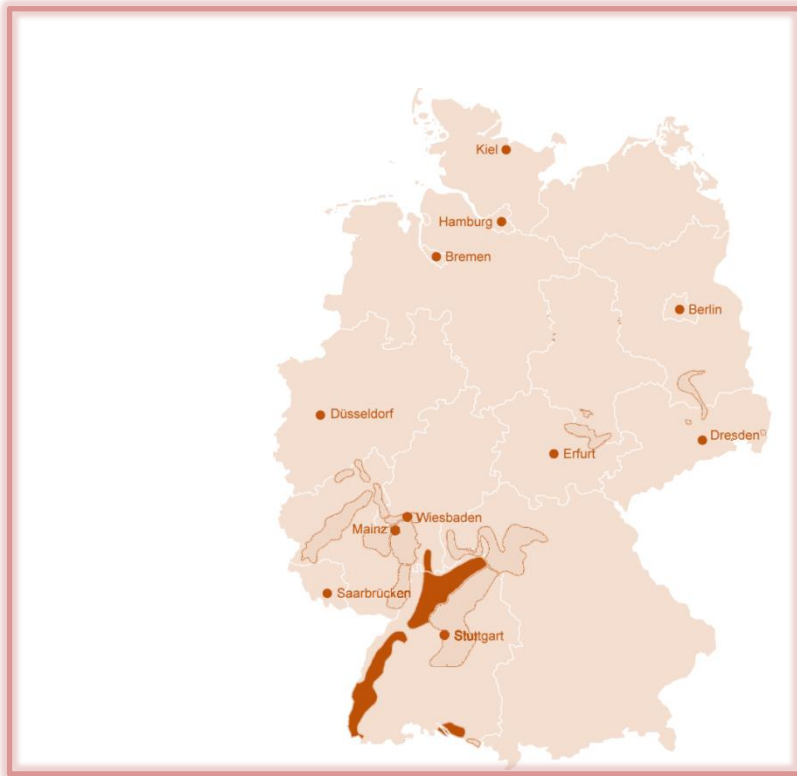 Kiel
Hamburg
Bremen
Berlin
Düsseldorf
Dresden
Erfurt
Wiesbaden
Mainz
Saarbrücken
Stuttgart